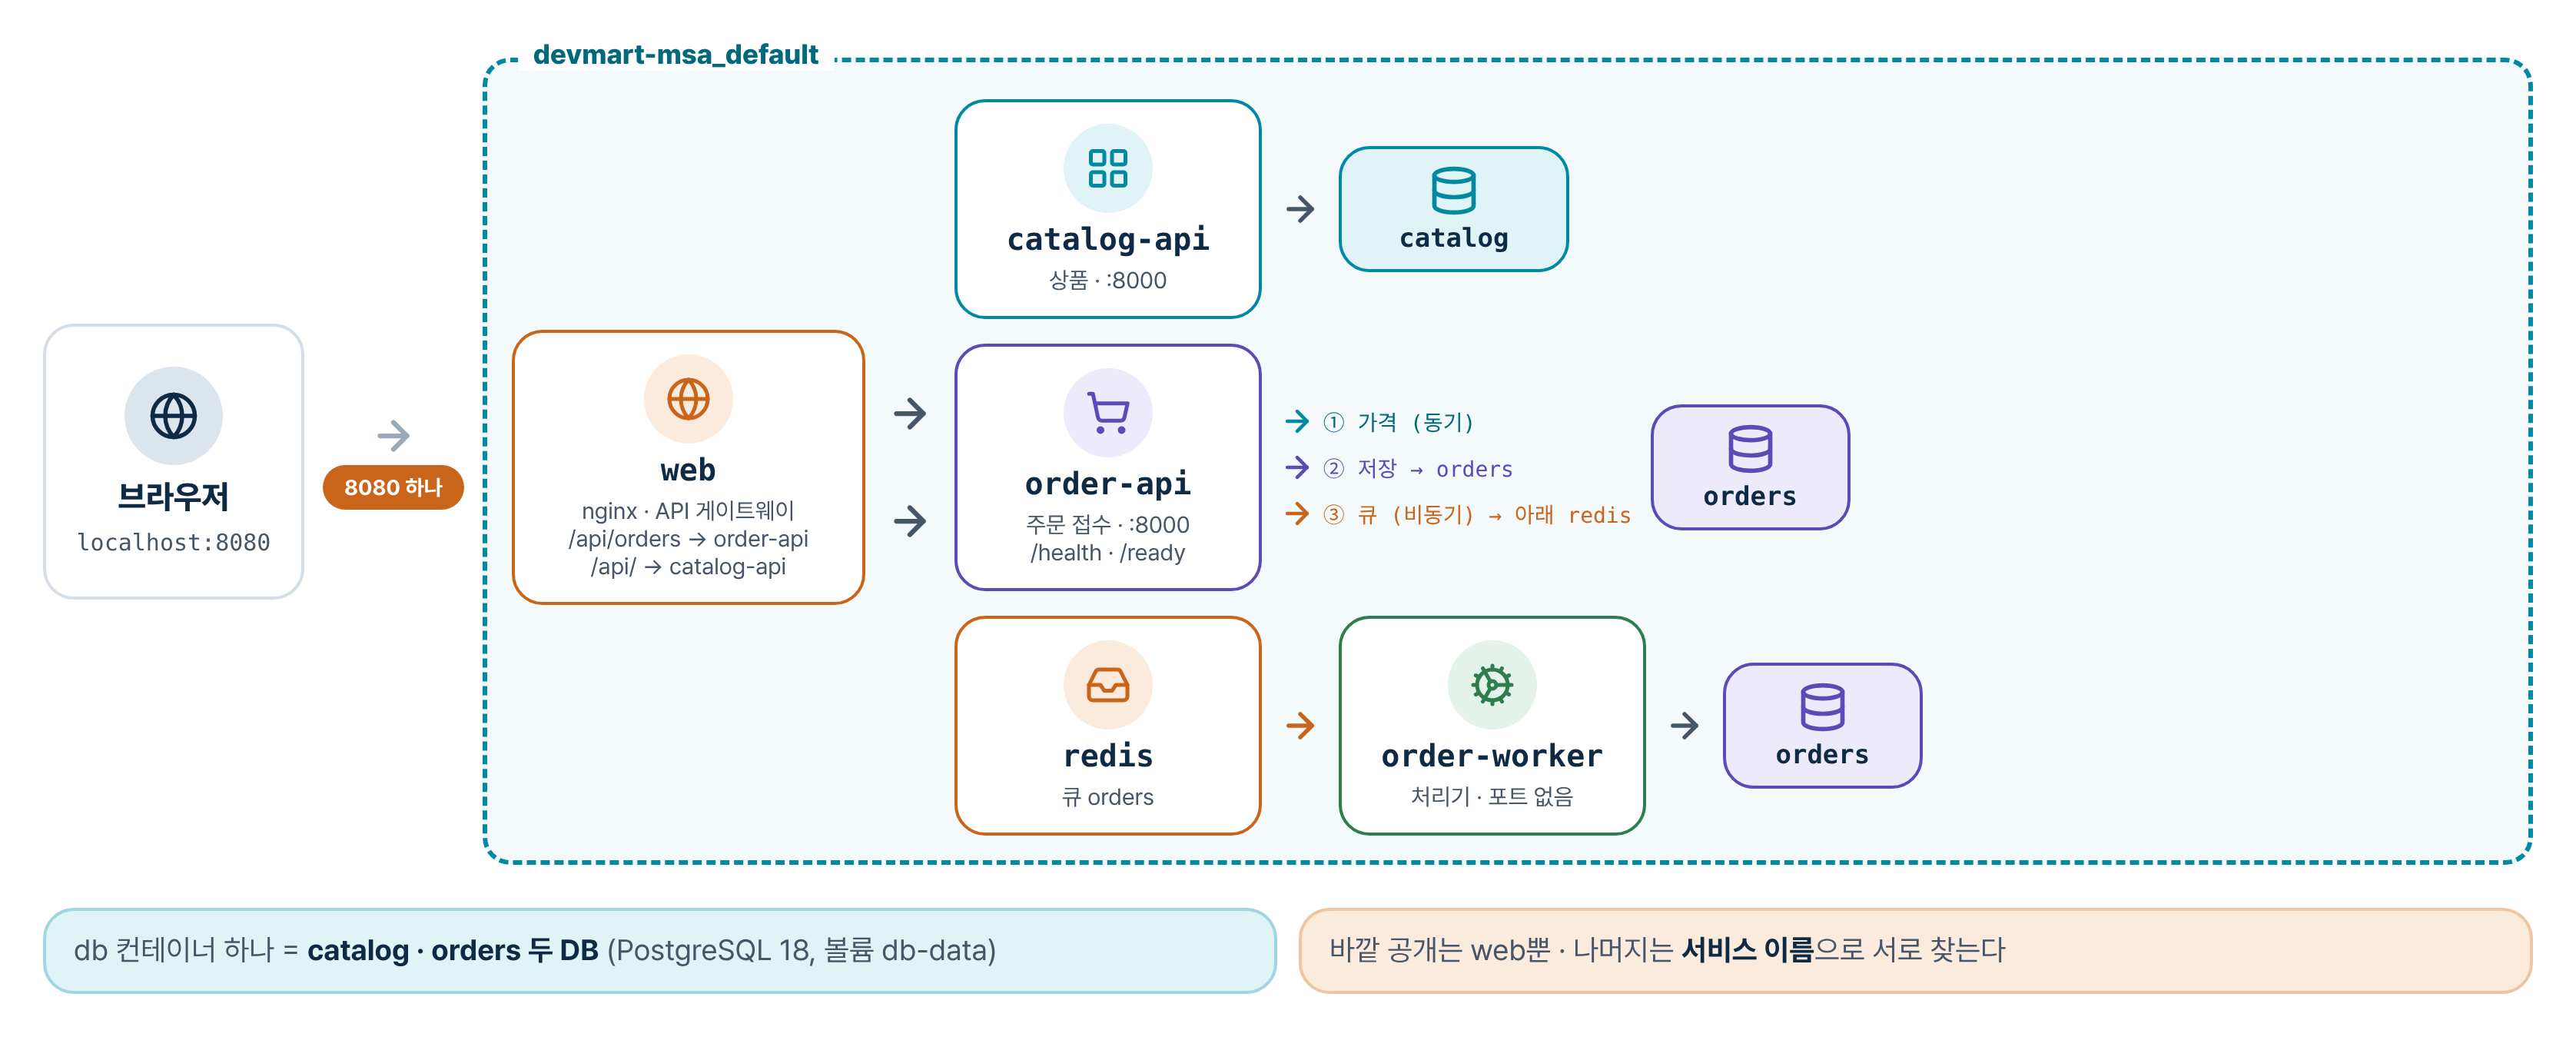 devmart-msa_default
브라우저
localhost:8080
8080 하나
web
nginx · API 게이트웨이
/api/orders → order-api
/api/ → catalog-api
catalog-api
상품 · :8000
catalog
order-api
주문 접수 · :8000
/health · /ready
① 가격 (동기)
② 저장 → orders
③ 큐 (비동기) → 아래 redis
orders
redis
큐 orders
order-worker
처리기 · 포트 없음
orders
db 컨테이너 하나 = catalog · orders 두 DB (PostgreSQL 18, 볼륨 db-data)
바깥 공개는 web뿐 · 나머지는 서비스 이름으로 서로 찾는다